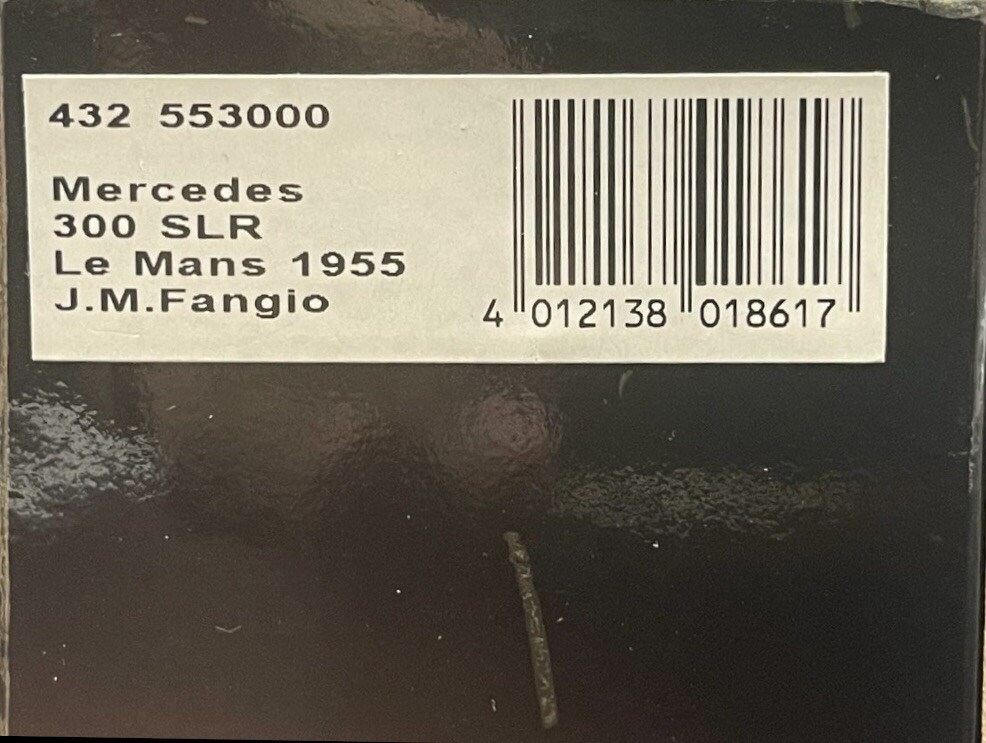 432 553000
Mercedes
300 SLR
Le Mans 1955
J.M.Fangio
4 012138 018617